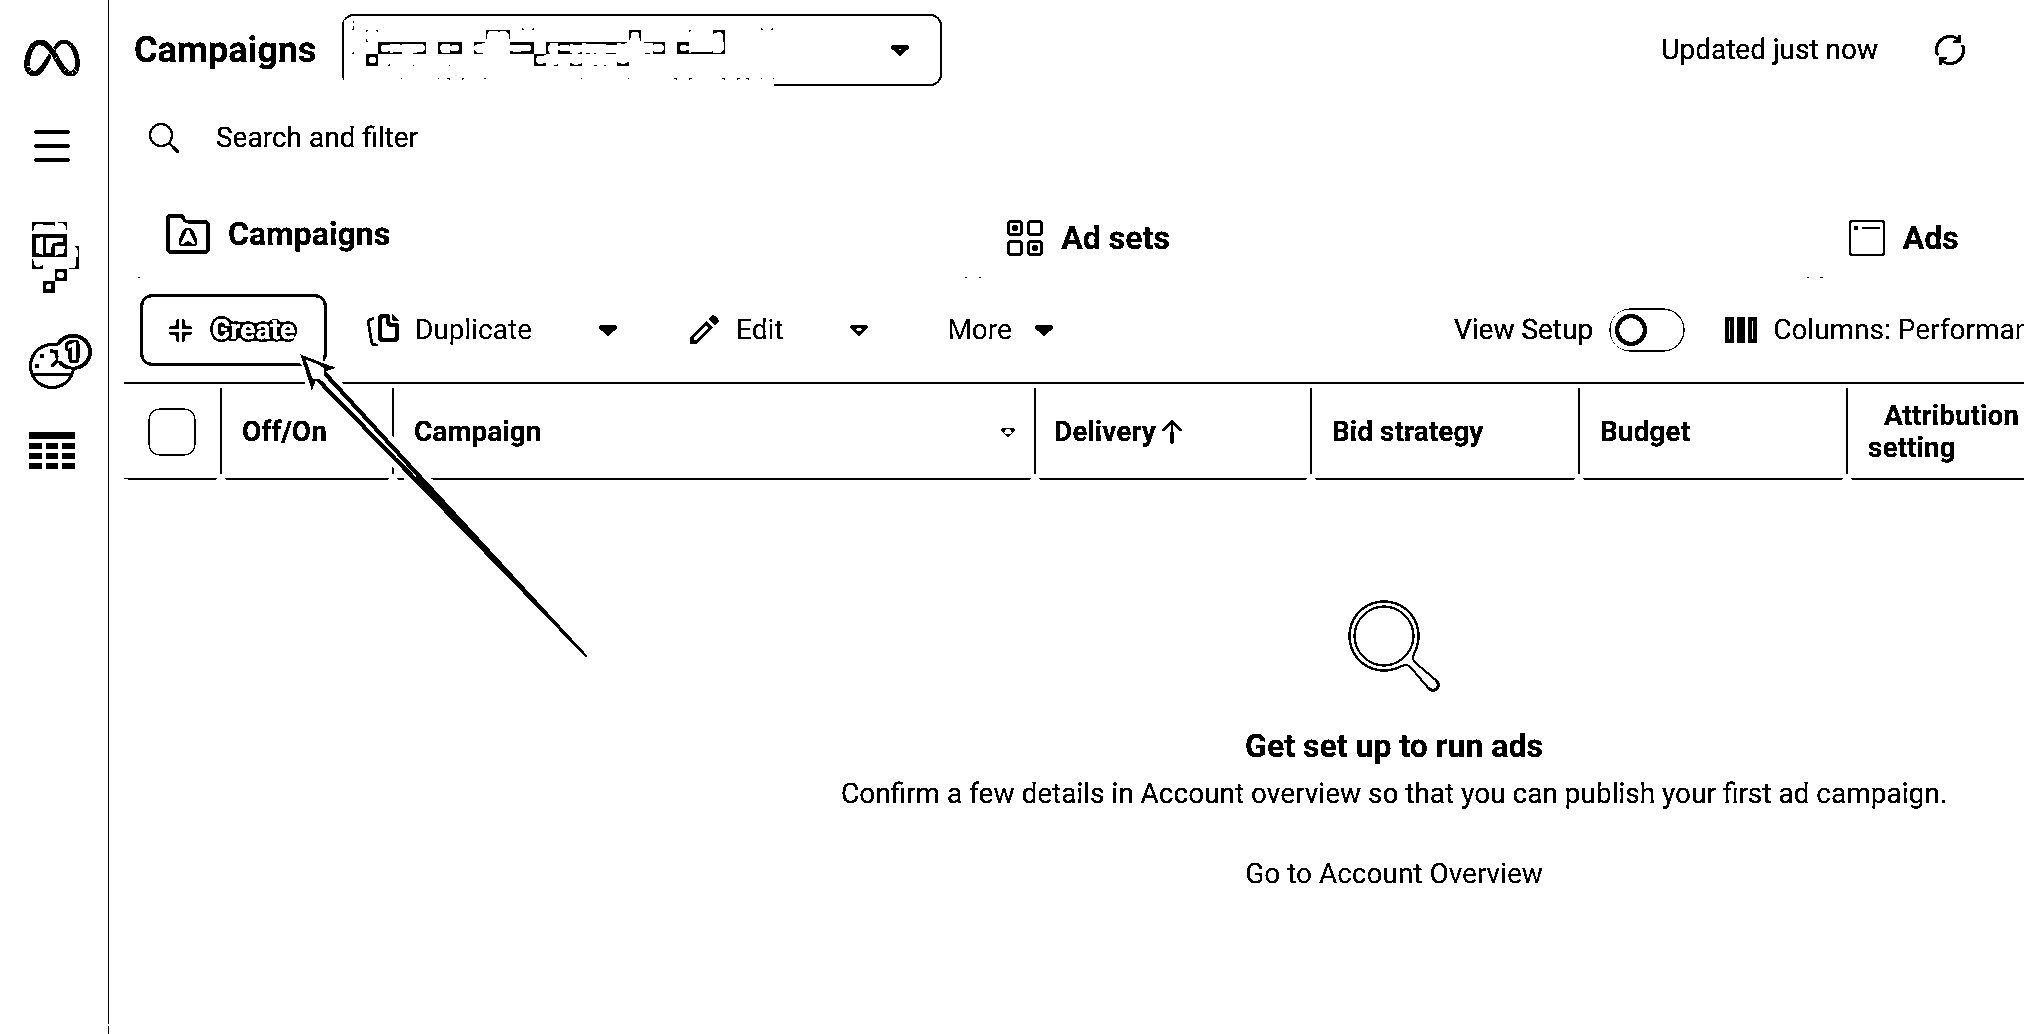 Campaigns
Updated just now
Search and filter
Campaigns
Ad sets
Ads
Create
Duplicate
Edit
More
View Setup
Columns:
Off/On
Campaign
Delivery↑
Bid strategy
Budget
Attribution
setting
1
Get set up to run ads
Confirm a few details in Account overview so that you can publish your first ad campaign.
Go to Account Overview